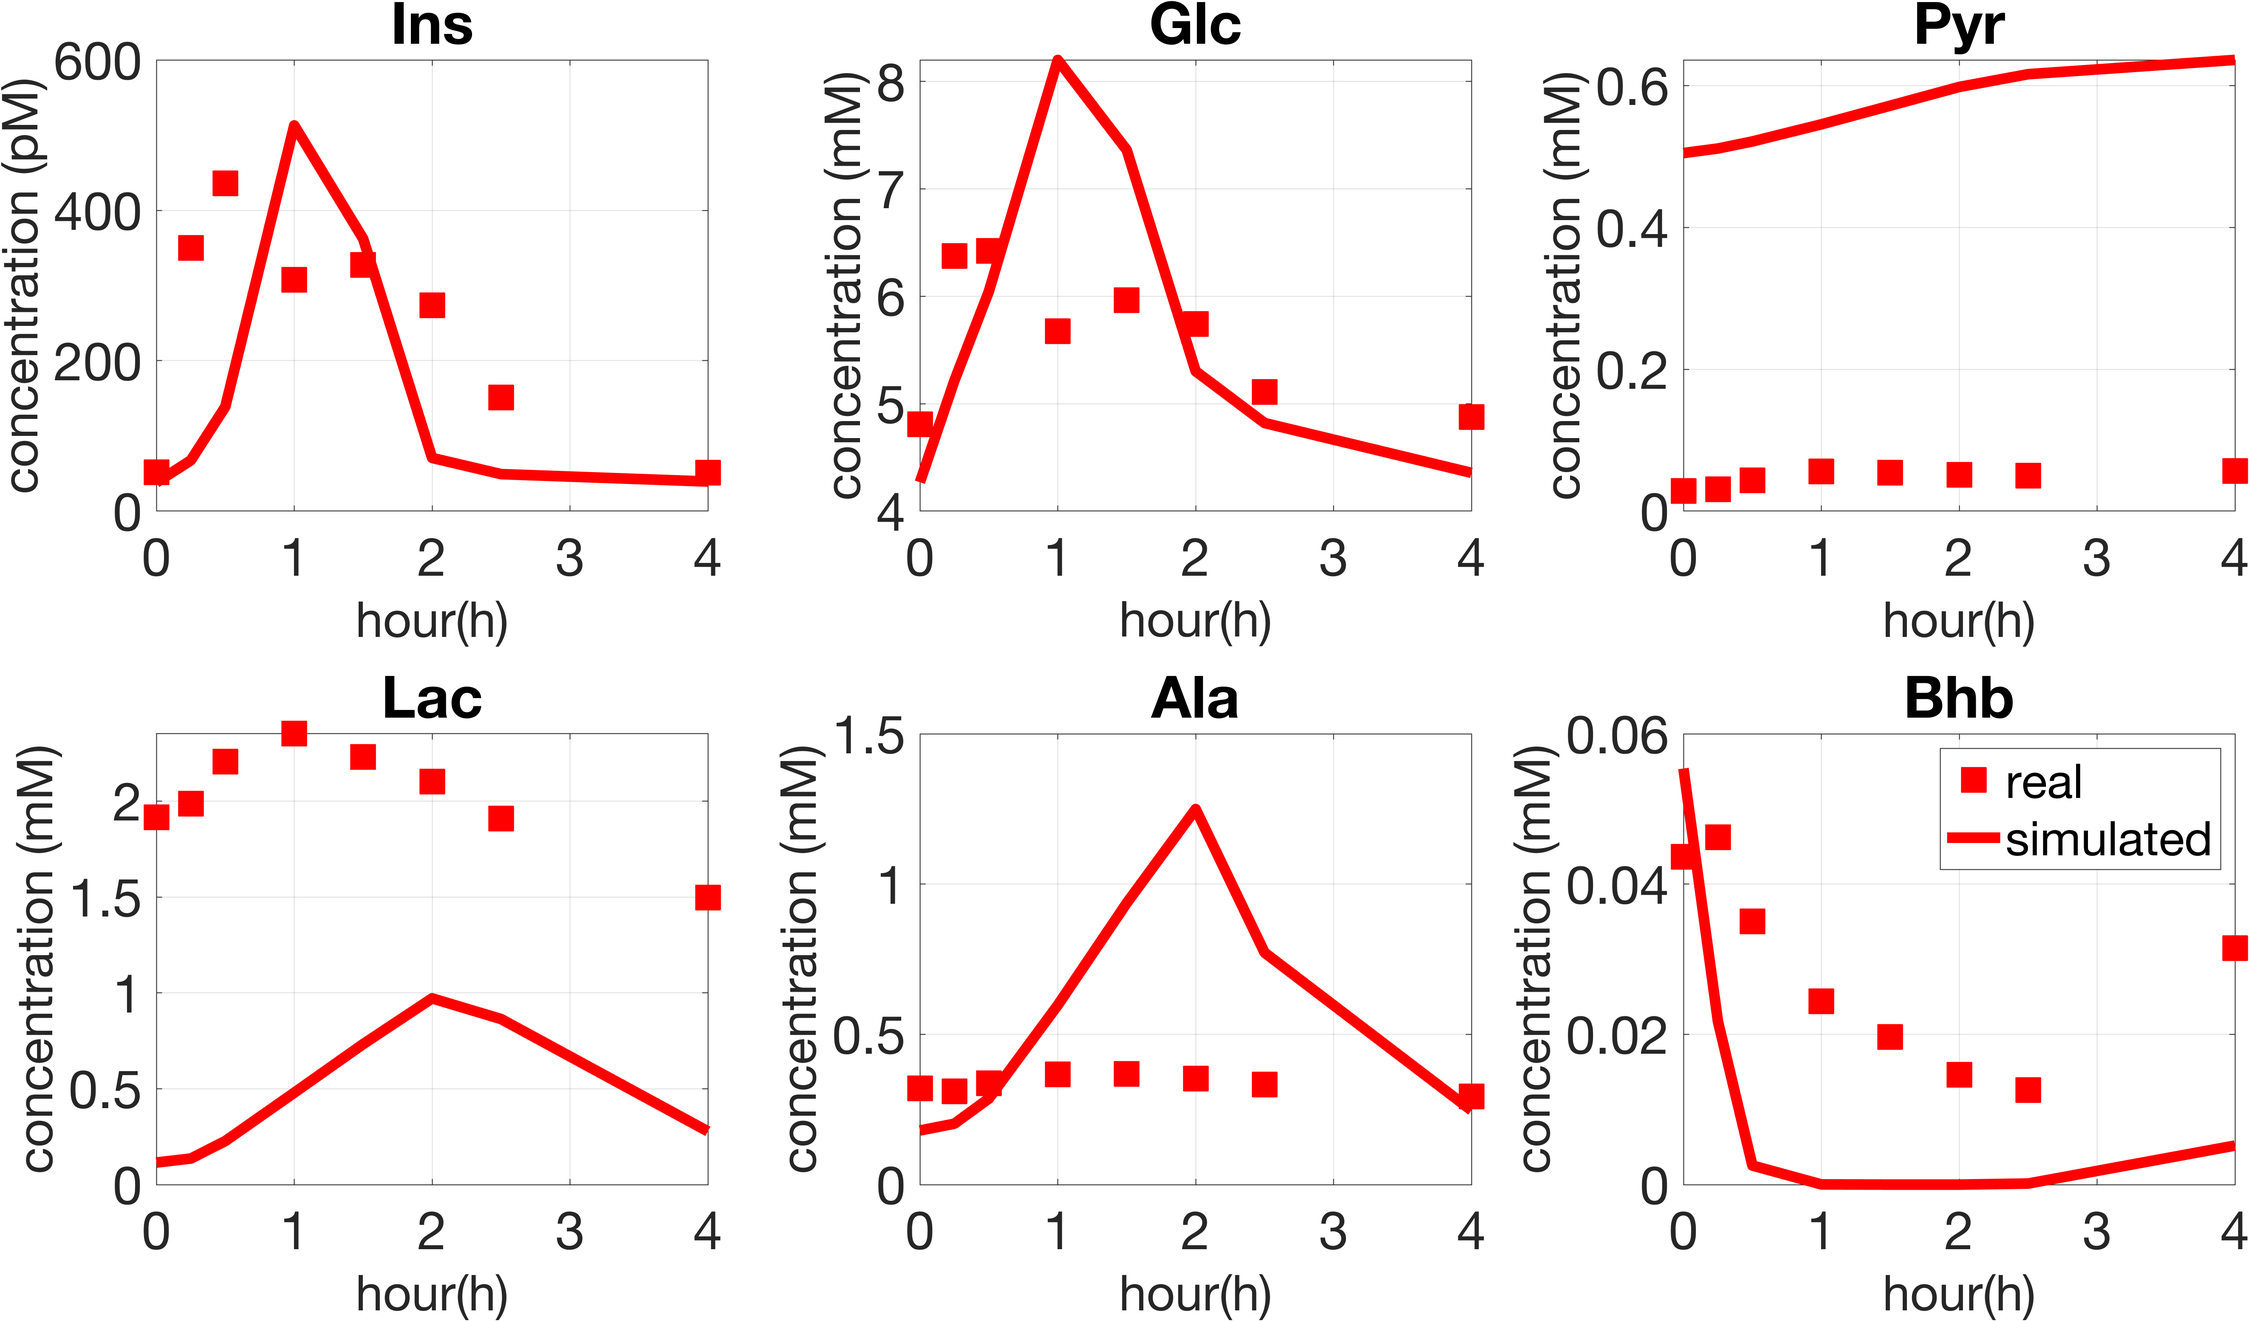 Ins
concentration (pM)
600
400
200
0
0 1 2 3 4
hour(h)
Glc
concentration (mM)
8
7
6
5
4
0 1 2 3 4
hour(h)
Pyr
concentration (mM)
0.6
0.4
0.2
0
0 1 2 3 4
hour(h)
Lac
concentration (mM)
2
1.5
1
0.5
0
0 1 2 3 4
hour(h)
Ala
concentration (mM)
1.5
1
0.5
0
0 1 2 3 4
hour(h)
Bhb
concentration (mM)
0.06
0.04
0.02
0
real
simulated
0 1 2 3 4
hour(h)